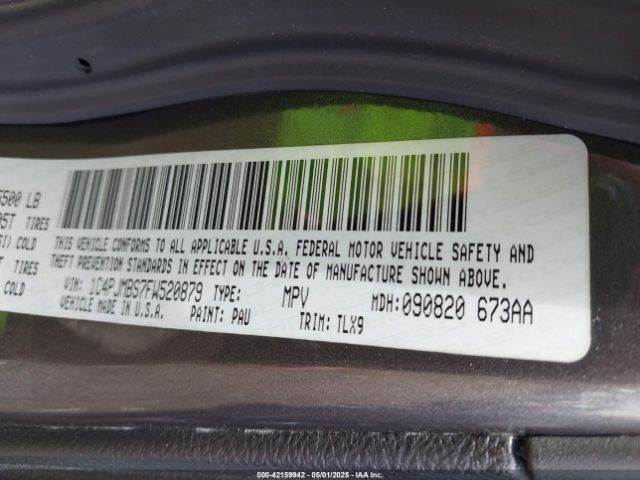 5500 LB
TIRES
COLD
TIRES
COLD
THIS VEHICLE CONFORMS TO ALL APPLICABLE U.S.A. FEDERAL MOTOR VEHICLE SAFETY AND
THEFT PREVENTION STANDARDS IN EFFECT ON THE DATE OF MANUFACTURE SHOWN ABOVE.
VIN: 1C4PJMBS7FW520879 TYPE: MPV MDH:090820 673AA
VEHICLE MADE IN U.S.A. PAINT: PAU TRIM: TLX9
000-42159942 05/01/2025 - IAA Inc.